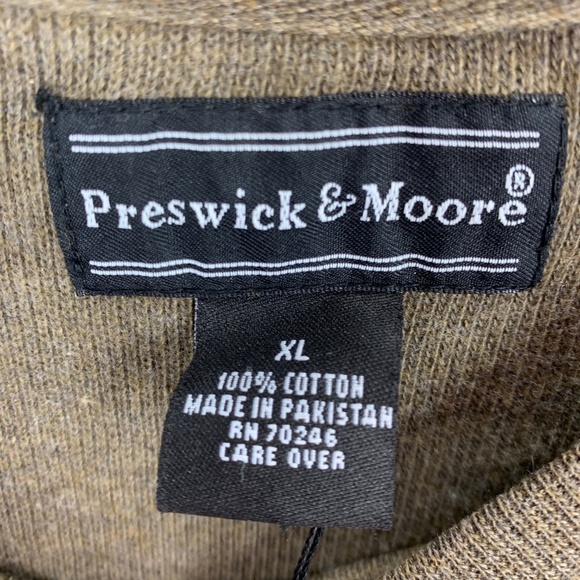 Preswick & Moore®
XL
100% COTTON
MADE IN PAKISTAN
RN 70246
CARE OVER